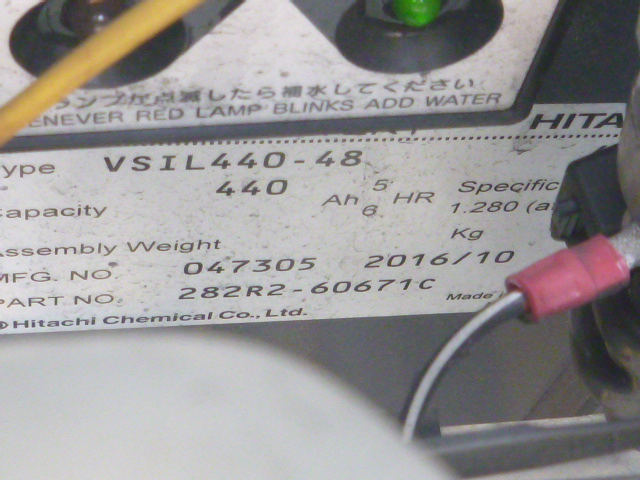 ランプが点滅したら補水してください
ENEVER RED LAMP BLINKS ADD WATER
HITA
ype VSIL440-48
apacity 440 Ah 5 HR Specific
6 1.280 (a
Assembly Weight Kg
MFG. NO 047305 2016/10
PART NO. 282R2-60671C Made
©Hitachi Chemical Co., Ltd.